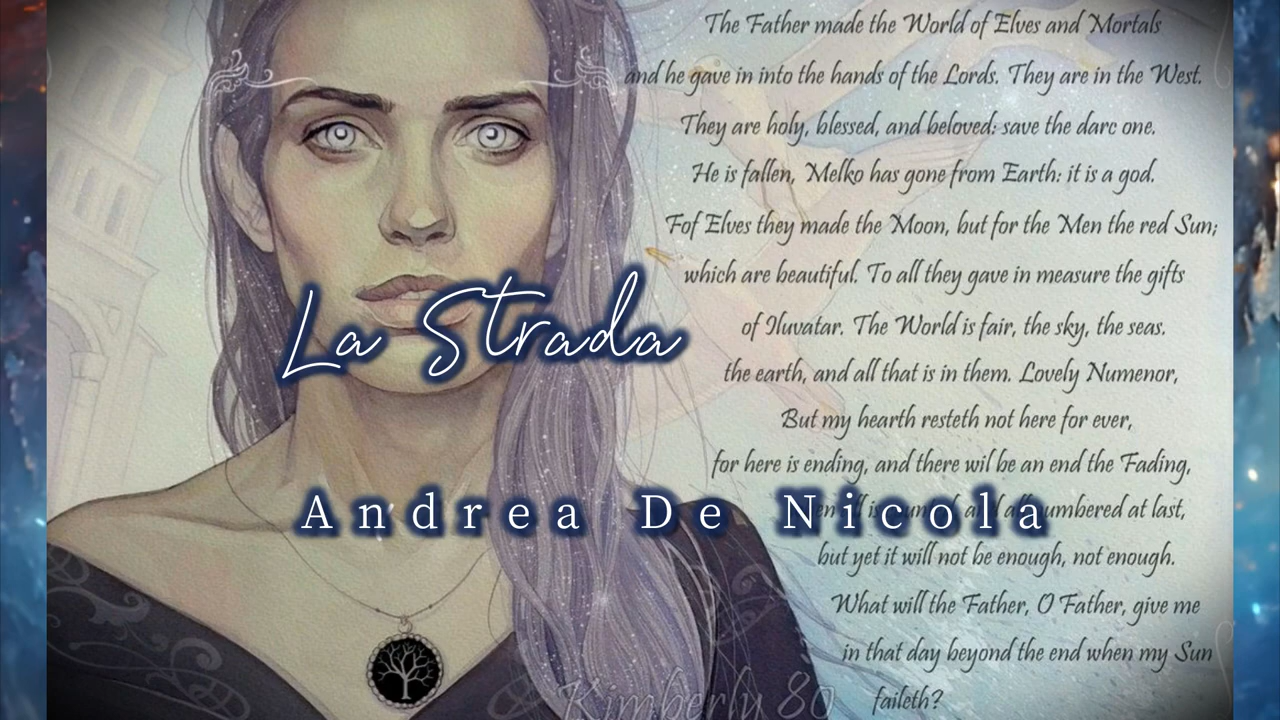 The Father made the World of Elves and Mortals
and he gave in into the hands of the Lords. They are in the West.
They are holy, blessed, and beloved: save the darc one.
He is fallen, Melko has gone from Earth: it is a god.
Fof Elves they made the Moon, but for the Men the red Sun;
which are beautiful. To all they gave in measure the gifts
of Iluvatar. The World is fair, the sky, the seas.
the earth, and all that is in them. Lovely Numenor,
But my hearth resteth not here for ever,
for here is ending, and there wil be an end the Fading,
is and numbered at last,
but yet it will not be enough, not enough.
What will the Father, O Father, give me
in that day beyond the end when my Sun
faileth?
La Strada
Andrea De Nicola
Kimberly 80